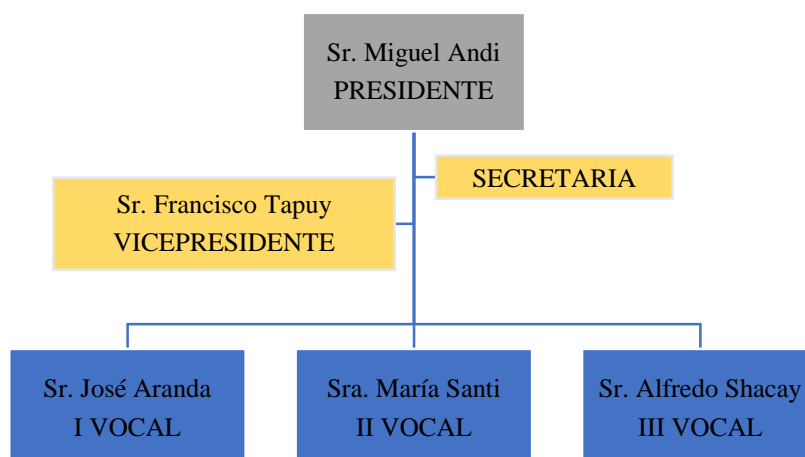 Sr. Miguel Andi
PRESIDENTE
SECRETARIA
Sr. Francisco Tapuy
VICEPRESIDENTE
Sr. José Aranda
I VOCAL
Sra. María Santi
II VOCAL
Sr. Alfredo Shacay
III VOCAL